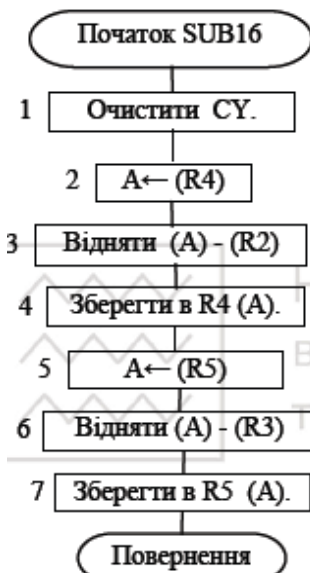 Початок SUB16
1 Очистити CY.
2 A← (R4)
3 Відняти (A) - (R2)
4 Зберегти в R4 (A).
5 A← (R5)
6 Відняти (A) - (R3)
7 Зберегти в R5 (A).
Повернення